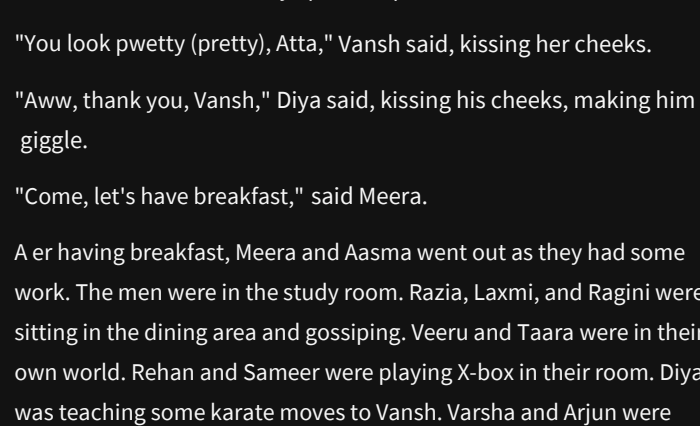 "You look pwetty (pretty), Atta," Vansh said, kissing her cheeks.
"Aww, thank you, Vansh," Diya said, kissing his cheeks, making him
giggle.
"Come, let's have breakfast," said Meera.
A er having breakfast, Meera and Aasma went out as they had some
work. The men were in the study room. Razia, Laxmi, and Ragini were
sitting in the dining area and gossiping. Veeru and Taara were in their
own world. Rehan and Sameer were playing X-box in their room. Diya
was teaching some karate moves to Vansh. Varsha and Arjun were